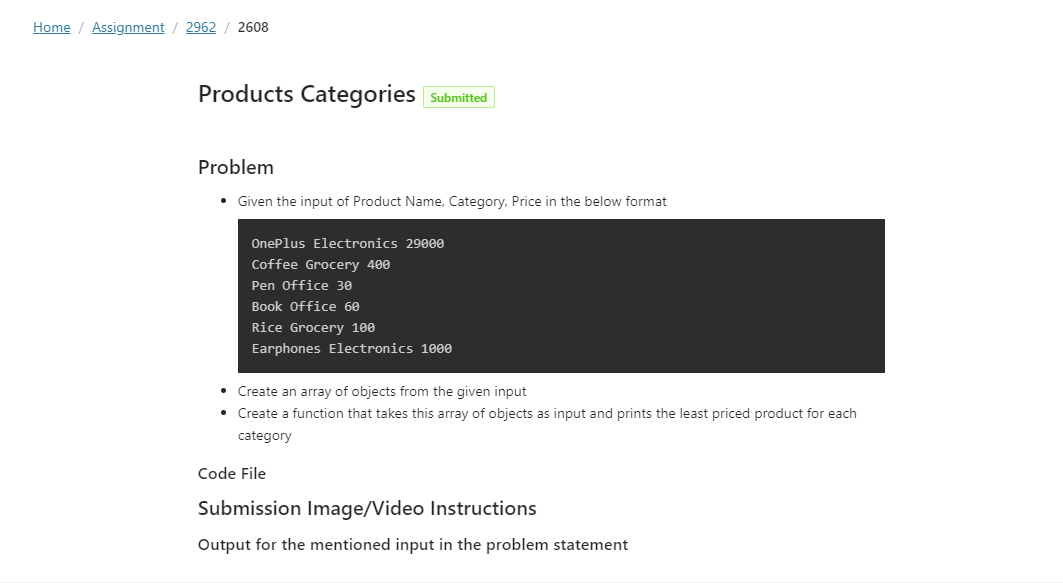 Home / Assignment / 2962 / 2608
Products Categories Submitted
Problem
• Given the input of Product Name, Category, Price in the below format
OnePlus Electronics 29000
Coffee Grocery 400
Pen Office 30
Book Office 60
Rice Grocery 100
Earphones Electronics 1000
• Create an array of objects from the given input
• Create a function that takes this array of objects as input and prints the least priced product for each
category
Code File
Submission Image/Video Instructions
Output for the mentioned input in the problem statement